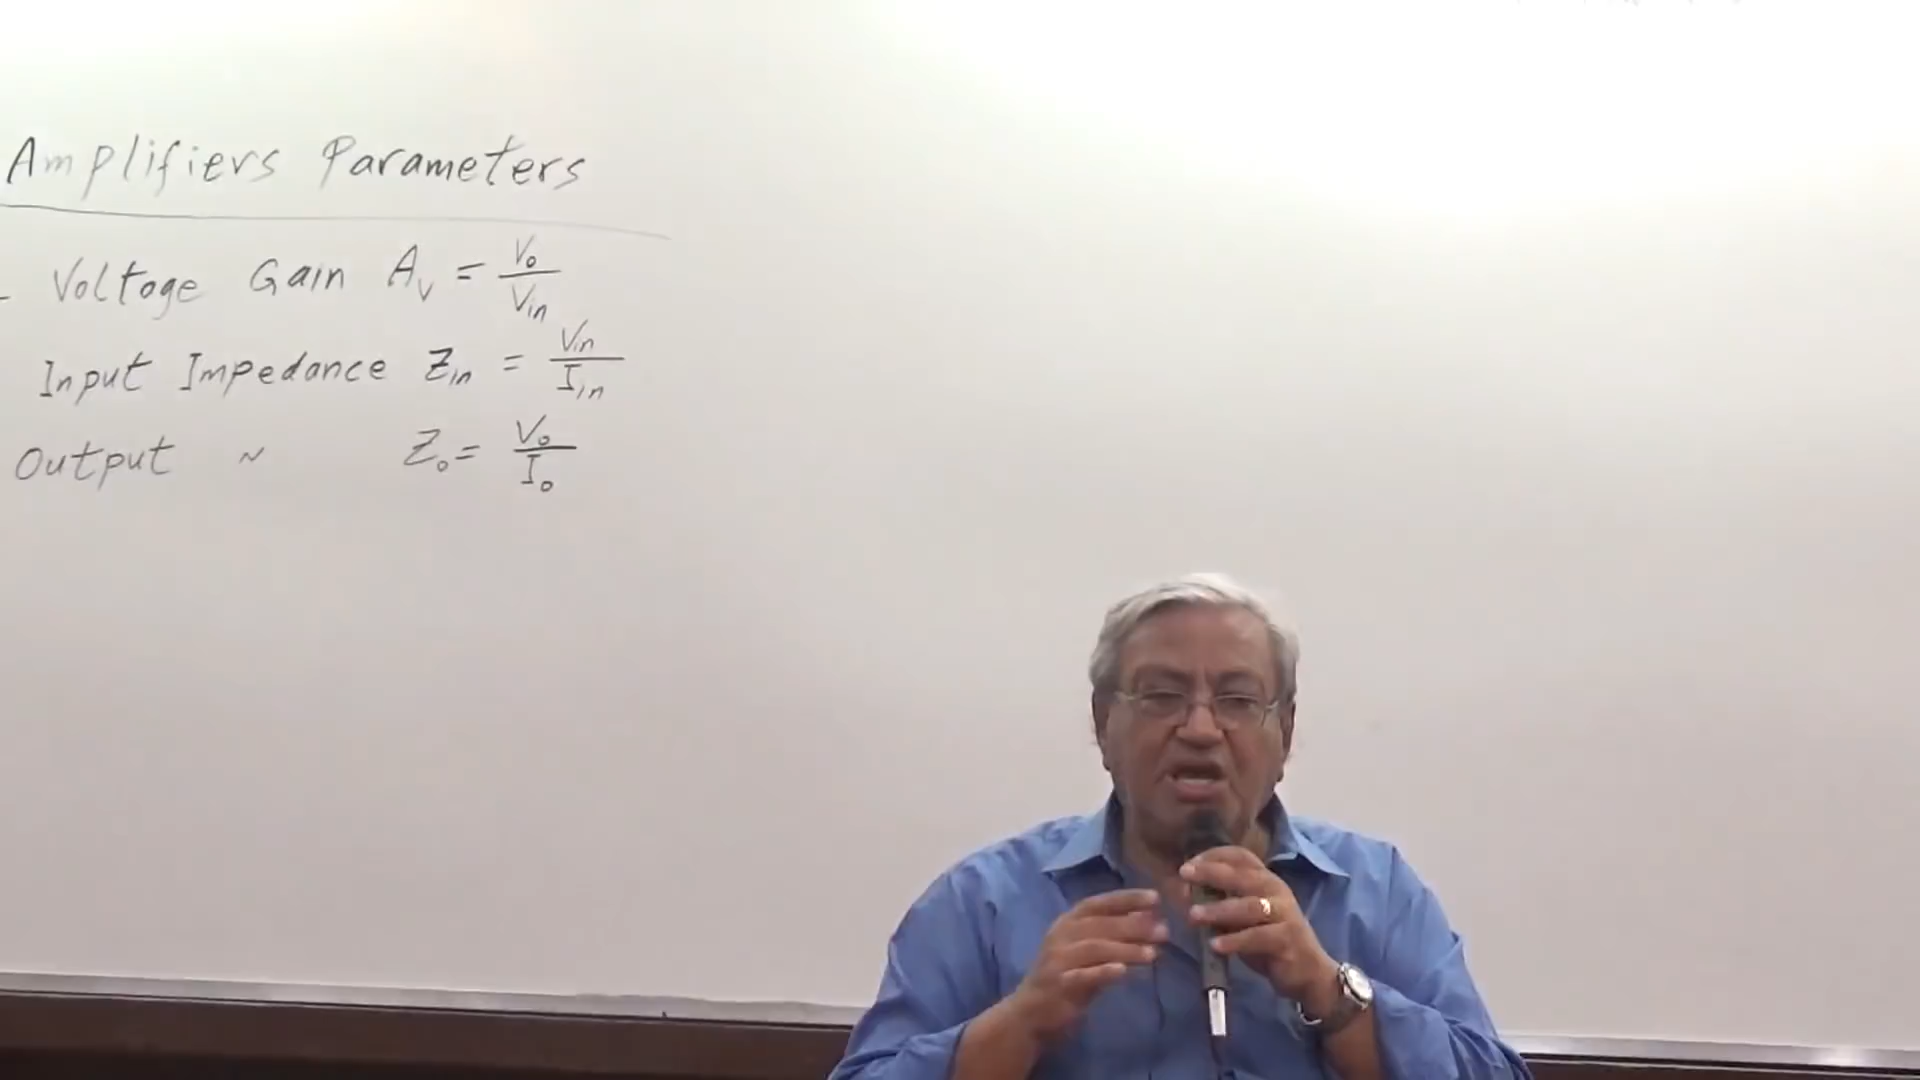 Amplifiers Parameters
- Voltage Gain Av = Vo/Vin
Input Impedance Zin = Vin/Iin
Output ~ Zo = Vo/Io